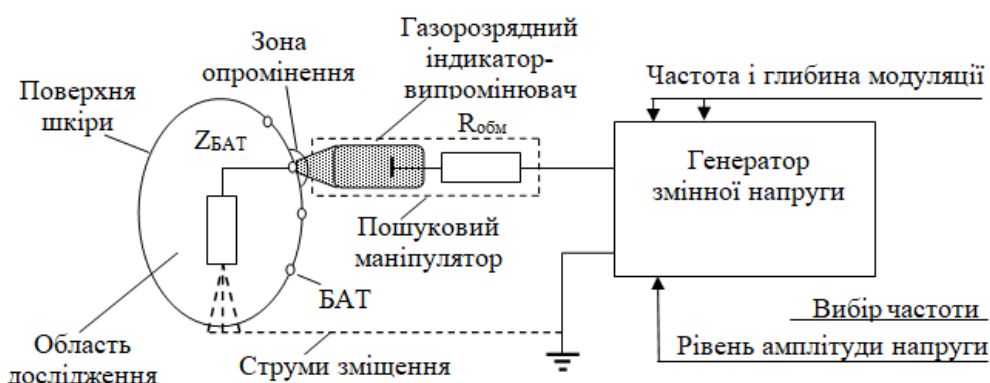 Зона
опромінення
Газорозрядний
індикатор-
випромінювач
Частота і глибина модуляції
Поверхня
шкіри
Zбат
Rобм
Генератор
змінної напруги
Пошуковий
маніпулятор
БАТ
Вибір частоти
Рівень амплітуди напруги
Область
дослідження
Струми зміщення